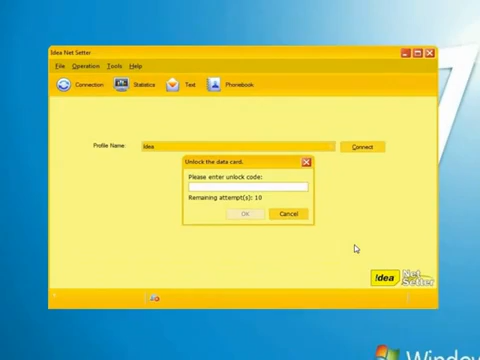 Idea Net Setter
File Operation Tools Help
Connection Statistics Text Phonebook
Profile Name: Idea Connect
Unlock the data card.
Please enter unlock code:
Remaining attempt(s): 10
OK Cancel
!dea Net Setter
Window